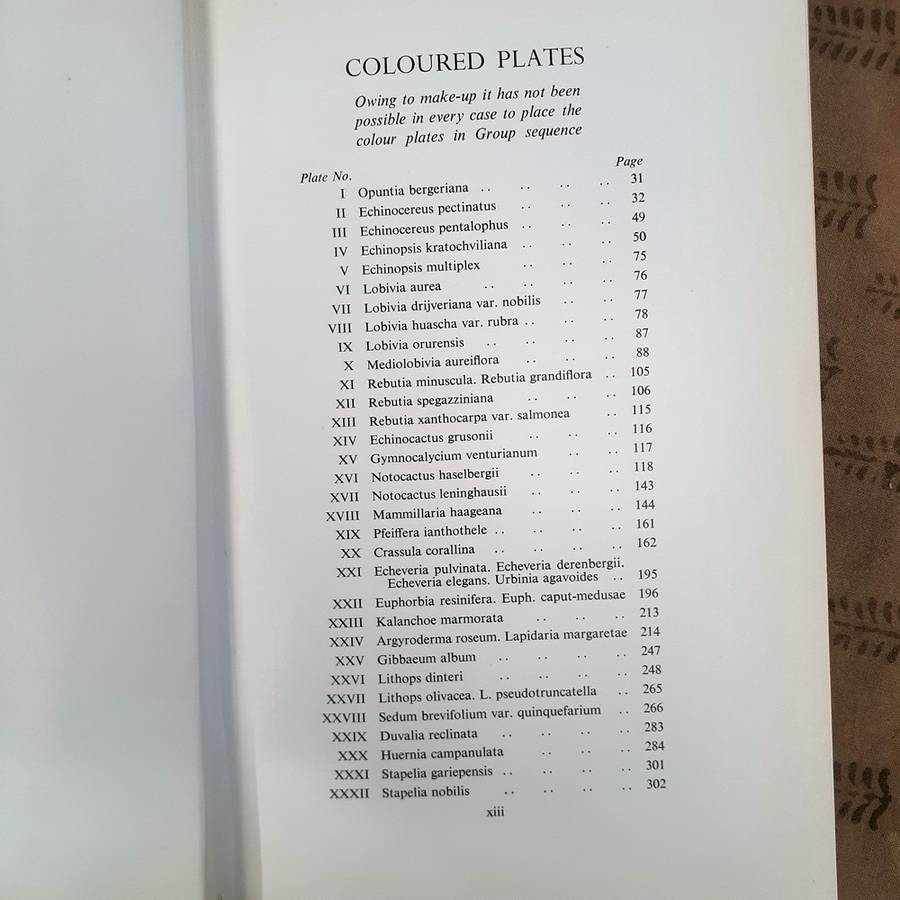 COLOURED PLATES
Owing to make-up it has not been
possible in every case to place the
colour plates in Group sequence
Plate No. Page
I Opuntia bergeriana .. .. .. .. 31
II Echinocereus pectinatus .. .. .. 32
III Echinocereus pentalophus .. .. .. 49
IV Echinopsis kratochviliana .. .. .. 50
V Echinopsis multiplex .. .. .. 75
VI Lobivia aurea .. .. .. .. 76
VII Lobivia drijveriana var. nobilis .. .. 77
VIII Lobivia huascha var. rubra .. .. .. 78
IX Lobivia orurensis .. .. .. .. 87
X Mediolobivia aureiflora .. .. .. 88
XI Rebutia minuscula. Rebutia grandiflora .. 105
XII Rebutia spegazziniana .. .. .. 106
XIII Rebutia xanthocarpa var. salmonea .. 115
XIV Echinocactus grusonii .. .. .. 116
XV Gymnocalycium venturianum .. .. 117
XVI Notocactus haselbergii .. .. .. 118
XVII Notocactus leninghausii .. .. .. 143
XVIII Mammillaria haageana .. .. .. 144
XIX Pfeiffera ianthothele .. .. .. .. 161
XX Crassula corallina .. .. .. .. 162
XXI Echeveria pulvinata. Echeveria derenbergii.
Echeveria elegans. Urbinia agavoides .. 195
XXII Euphorbia resinifera. Euph. caput-medusae 196
XXIII Kalanchoe marmorata .. .. .. 213
XXIV Argyroderma roseum. Lapidaria margaretae 214
XXV Gibbaeum album .. .. .. .. 247
XXVI Lithops dinteri .. .. .. .. 248
XXVII Lithops olivacea. L. pseudotruncatella .. 265
XXVIII Sedum brevifolium var. quinquefarium .. 266
XXIX Duvalia reclinata .. .. .. .. 283
XXX Huernia campanulata .. .. .. 284
XXXI Stapelia gariepensis .. .. .. .. 301
XXXII Stapelia nobilis .. .. .. .. 302
xiii